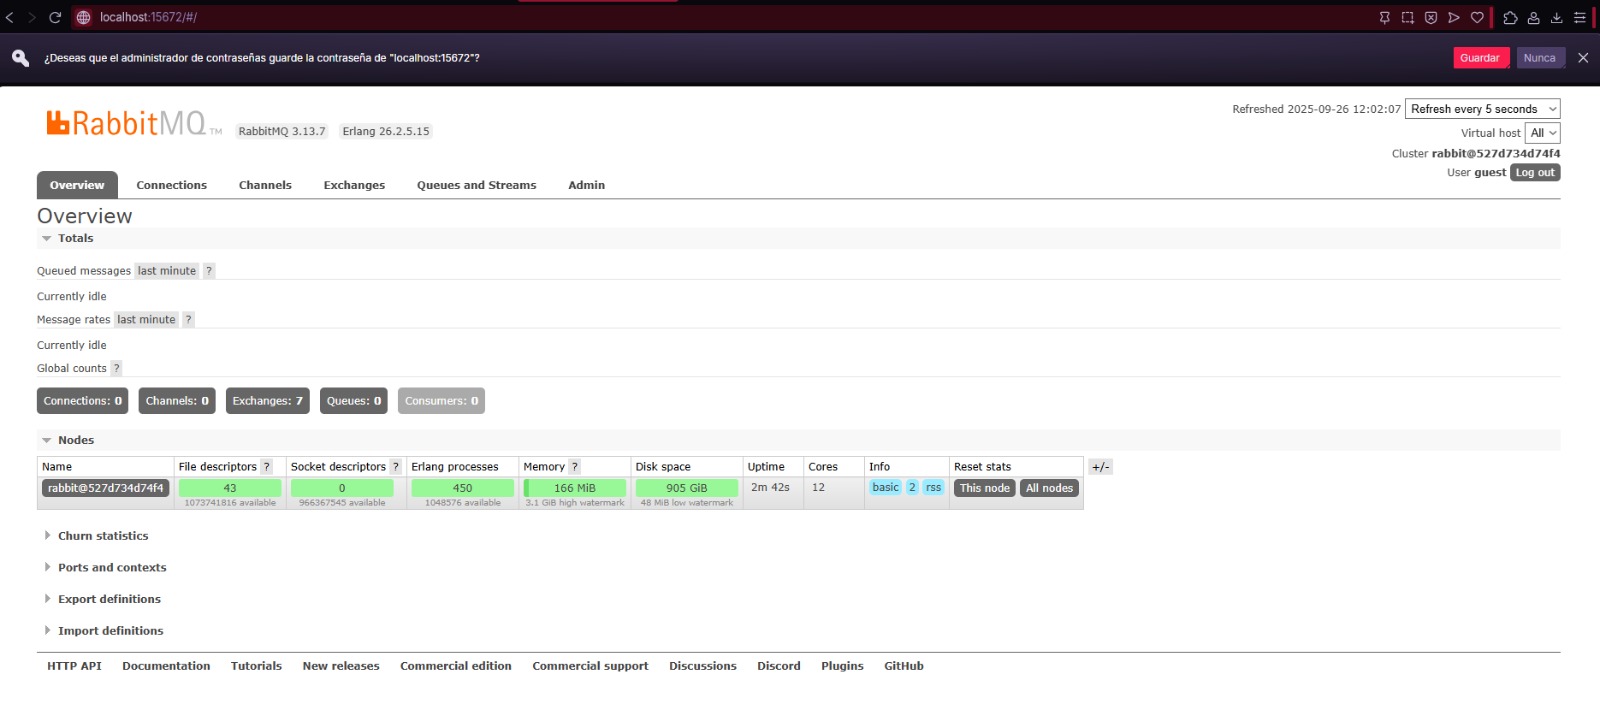 localhost:15672/#/
¿Deseas que el administrador de contraseñas guarde la contraseña de "localhost:15672"?
Guardar
Nunca
RabbitMQ TM
RabbitMQ 3.13.7
Erlang 26.2.5.15
Refreshed 2025-09-26 12:02:07 Refresh every 5 seconds
Virtual host All
Cluster rabbit@527d734d74f4
User guest Log out
Overview Connections Channels Exchanges Queues and Streams Admin
Overview
Totals
Queued messages last minute ?
Currently idle
Message rates last minute ?
Currently idle
Global counts ?
Connections: 0 Channels: 0 Exchanges: 7 Queues: 0 Consumers: 0
Nodes
Name File descriptors ? Socket descriptors ? Erlang processes Memory ? Disk space Uptime Cores Info Reset stats +/-
rabbit@527d734d74f4 43 0 450 166 MiB 905 GiB 2m 42s 12 basic 2 rss This node All nodes
1073741816 available 966367545 available 1048576 available 3.1 GiB high watermark 48 MiB low watermark
Churn statistics
Ports and contexts
Export definitions
Import definitions
HTTP API Documentation Tutorials New releases Commercial edition Commercial support Discussions Discord Plugins GitHub